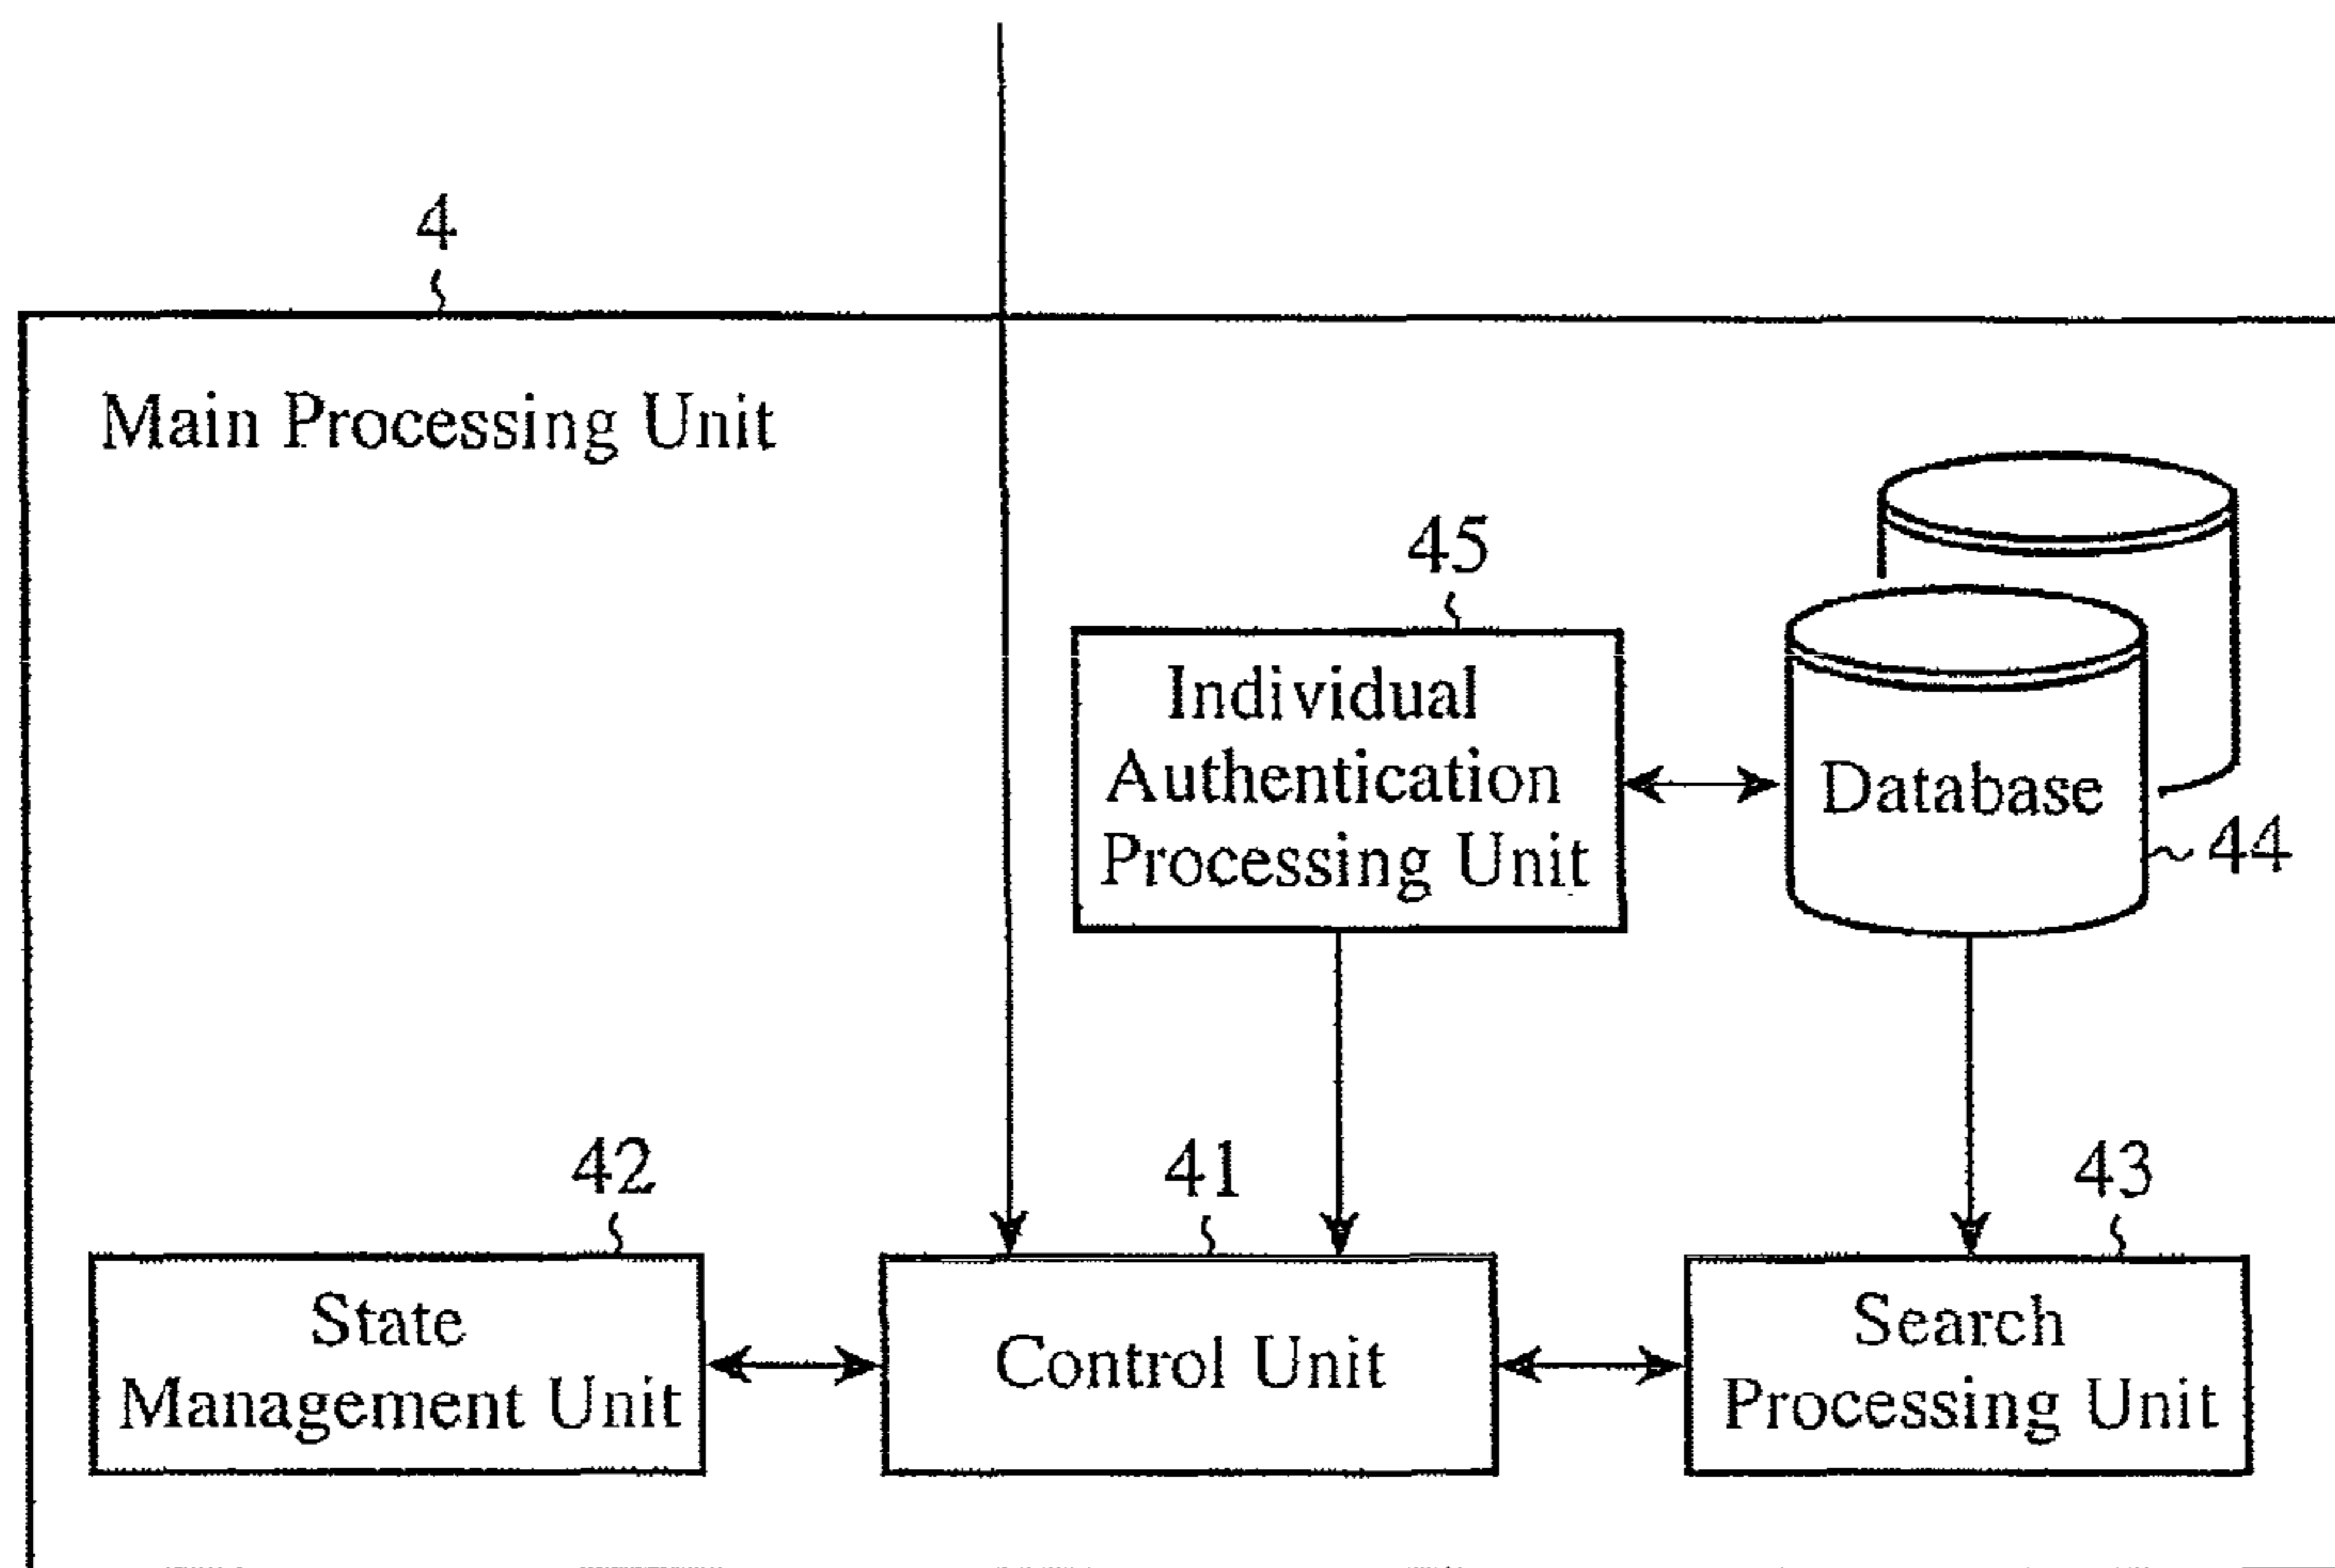 4
Main Processing Unit
45
Individual
Authentication
Processing Unit
Database
44
42
41
43
State
Management Unit
Control Unit
Search
Processing Unit